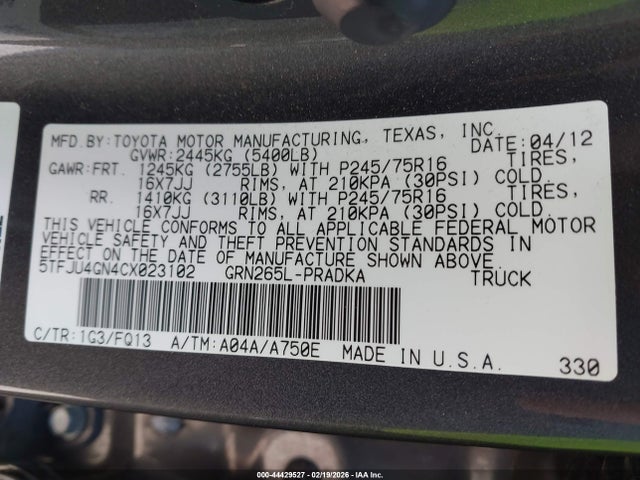 MFD.BY:TOYOTA MOTOR MANUFACTURING, TEXAS, INC. DATE:04/12
GVWR:2445KG (5400LB)
GAWR:FRT. 1245KG (2755LB) WITH P245/75R16 TIRES,
16X7JJ RIMS, AT 210KPA (30PSI) COLD.
RR. 1410KG (3110LB) WITH P245/75R16 TIRES,
16X7JJ RIMS, AT 210KPA (30PSI) COLD.
THIS VEHICLE CONFORMS TO ALL APPLICABLE FEDERAL MOTOR
VEHICLE SAFETY AND THEFT PREVENTION STANDARDS IN
EFFECT ON THE DATE OF MANUFACTURE SHOWN ABOVE.
5TFJU4GN4CX023102 GRN265L-PRADKA TRUCK
C/TR:1G3/FQ13 A/TM:A04A/A750E MADE IN U.S.A.
330
00-44429527 - 02/19/2026 - IAA Inc.